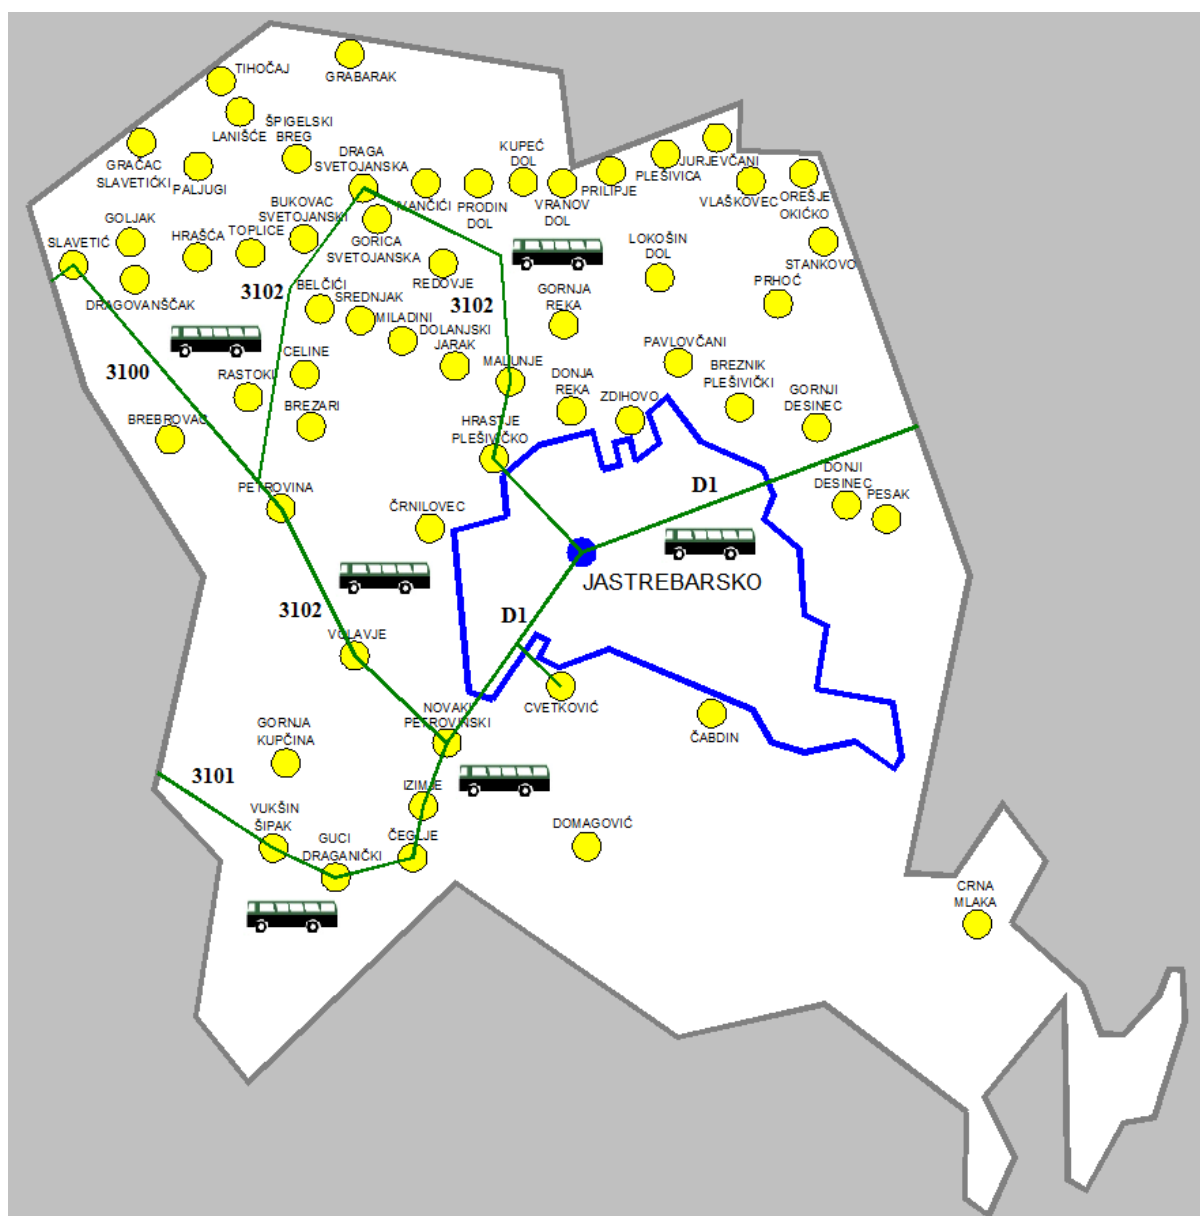 TIHOČAJ
GRABARAK
LANIŠĆE
ŠPIGELSKI
BREG
GRAČAC
SLAVETIĆKI
PALJUGI
DRAGA
SVETOJANSKA
KUPEĆ
DOL
IVANČIĆI
PRODIN
DOL
VRANOV
DOL
PRILIPJE
PLEŠIVICA
JURJEVČANI
VLAŠKOVEC
OREŠJE
OKIĆKO
STANKOVO
GOLJAK
SLAVETIĆ
DRAGOVANŠČAK
HRAŠĆA
TOPLICE
BUKOVAC
SVETOJANSKI
GORICA
SVETOJANSKA
REDOVJE
LOKOŠIN
DOL
PRHOĆ
3102
BELČIĆI
SREDNJAK
MILADINI
DOLANJSKI
JARAK
3102
GORNJA
REKA
3100
CELINE
RASTOKI
BREZARI
BREBROVAC
MALUNJE
DONJA
REKA
ZDIHOVO
PAVLOVČANI
BREZNIK
PLEŠIVIČKI
GORNJI
DESINEC
HRASTJE
PLEŠIVIČKO
PETROVINA
ČRNILOVEC
D1
DONJI
DESINEC
PESAK
JASTREBARSKO
3102
D1
VOLAVJE
NOVAKI
PETROVINSKI
CVETKOVIĆ
ČABDIN
GORNJA
KUPČINA
3101
IZIMJE
VUKŠIN
ŠIPAK
GUCI
DRAGANIČKI
ČEGLJE
DOMAGOVIĆ
CRNA
MLAKA